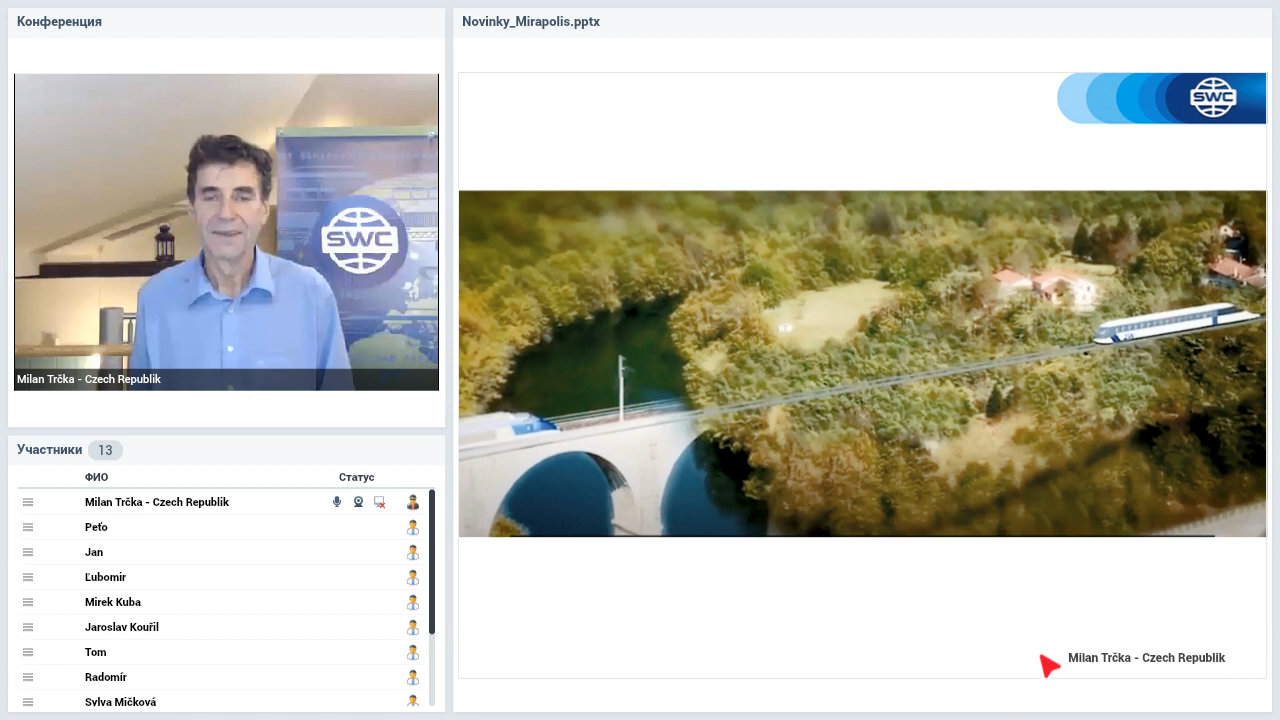 Конференция
SWC
Milan Trčka - Czech Republik
Участники 13
ФИО Статус
Milan Trčka - Czech Republik
Peťo
Jan
Ľubomir
Mirek Kuba
Jaroslav Kouřil
Tom
Radomír
Sylva Mičková
Novinky_Mirapolis.pptx
SWC
Milan Trčka - Czech Republik